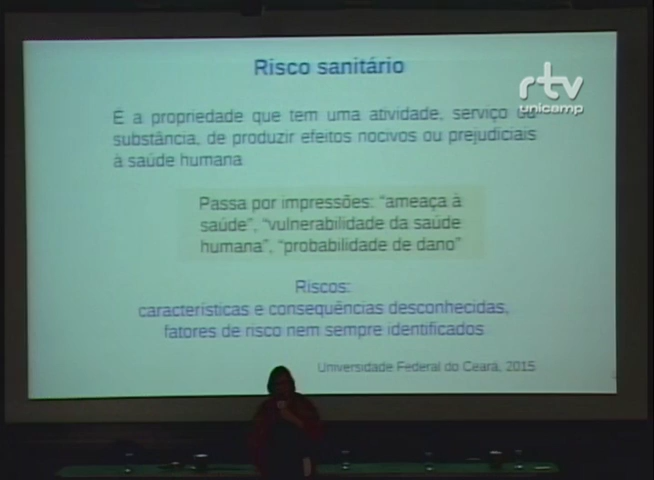 Risco sanitário
rtv
unicamp
É a propriedade que tem uma atividade, serviço ou
substância, de produzir efeitos nocivos ou prejudiciais
à saúde humana
Passa por impressões: “ameaça à
saúde”, “vulnerabilidade da saúde
humana”, “probabilidade de dano”
Riscos:
características e consequências desconhecidas,
fatores de risco nem sempre identificados
Universidade Federal do Ceará, 2015